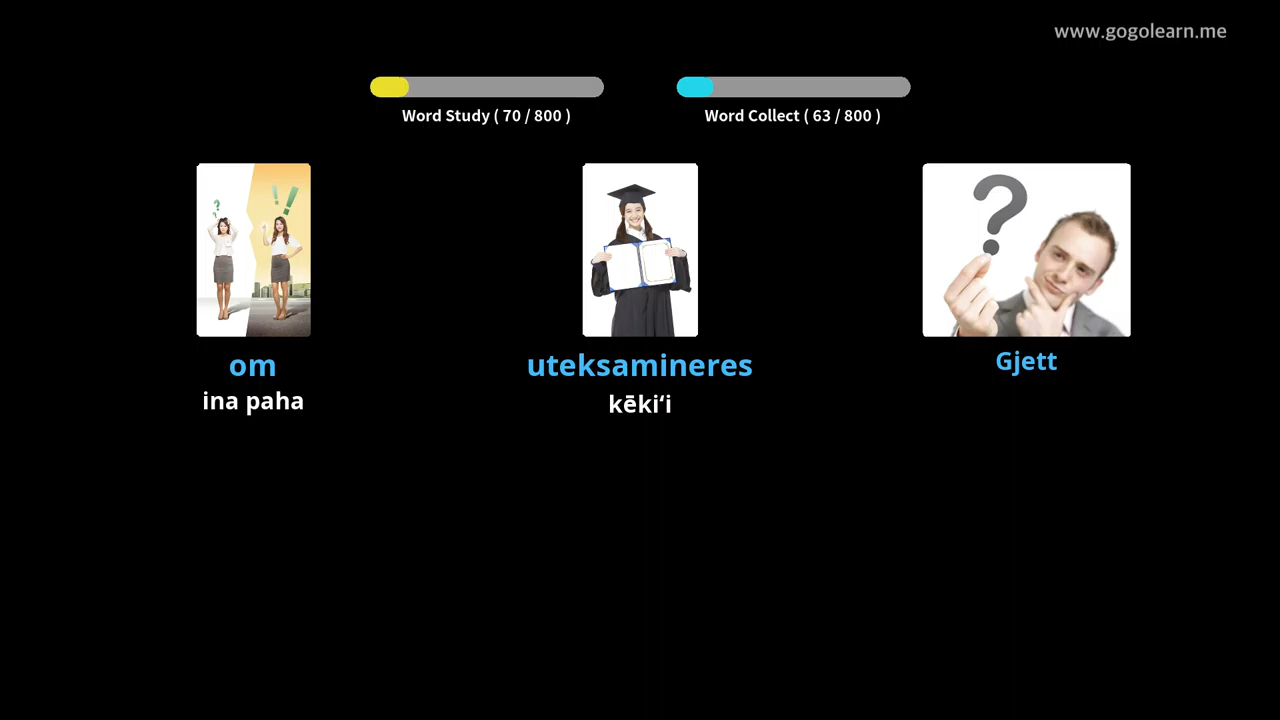 www.gogolearn.me
Word Study ( 70 / 800 )
Word Collect ( 63 / 800 )
om
ina paha
uteksamineres
kēkiʻi
Gjett